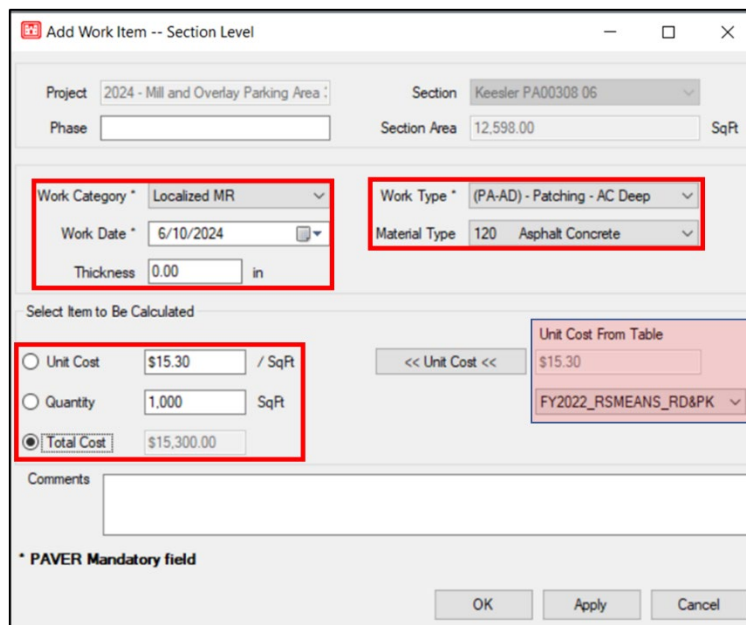 Add Work Item -- Section Level
Project 2024 - Mill and Overlay Parking Area : Section Keesler PA00308 06
Phase Section Area 12,598.00 SqFt
Work Category * Localized MR Work Type * (PA-AD) - Patching - AC Deep
Work Date * 6/10/2024 Material Type 120 Asphalt Concrete
Thickness 0.00 in
Select Item to Be Calculated
Unit Cost From Table
Unit Cost $15.30 / SqFt << Unit Cost << $15.30
Quantity 1,000 SqFt FY2022_RSMEANS_RD&PK
Total Cost $15,300.00
Comments
* PAVER Mandatory field
OK Apply Cancel